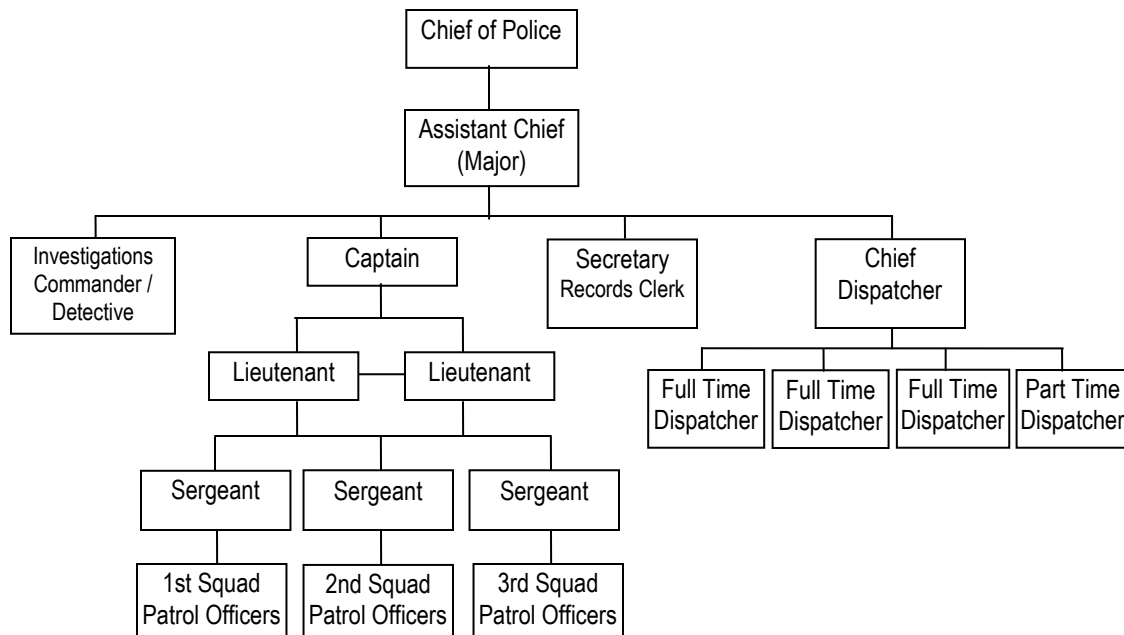 Chief of Police
Assistant Chief
(Major)
Investigations
Commander /
Detective
Captain
Secretary
Records Clerk
Chief
Dispatcher
Lieutenant
Lieutenant
Full Time
Dispatcher
Full Time
Dispatcher
Full Time
Dispatcher
Part Time
Dispatcher
Sergeant
Sergeant
Sergeant
1st Squad
Patrol Officers
2nd Squad
Patrol Officers
3rd Squad
Patrol Officers